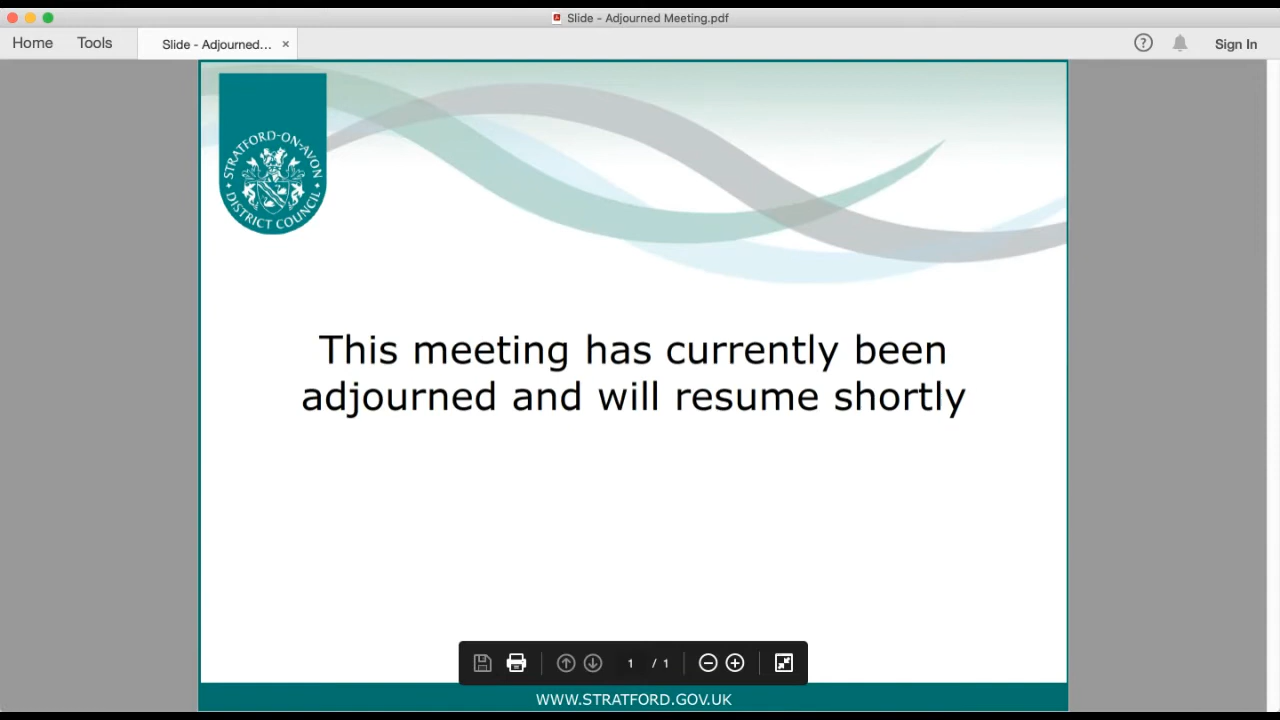 Slide - Adjourned Meeting.pdf
Home Tools Slide - Adjourned... × ? Sign In
STRATFORD-ON-AVON
DISTRICT COUNCIL
This meeting has currently been
adjourned and will resume shortly
1 / 1
WWW.STRATFORD.GOV.UK